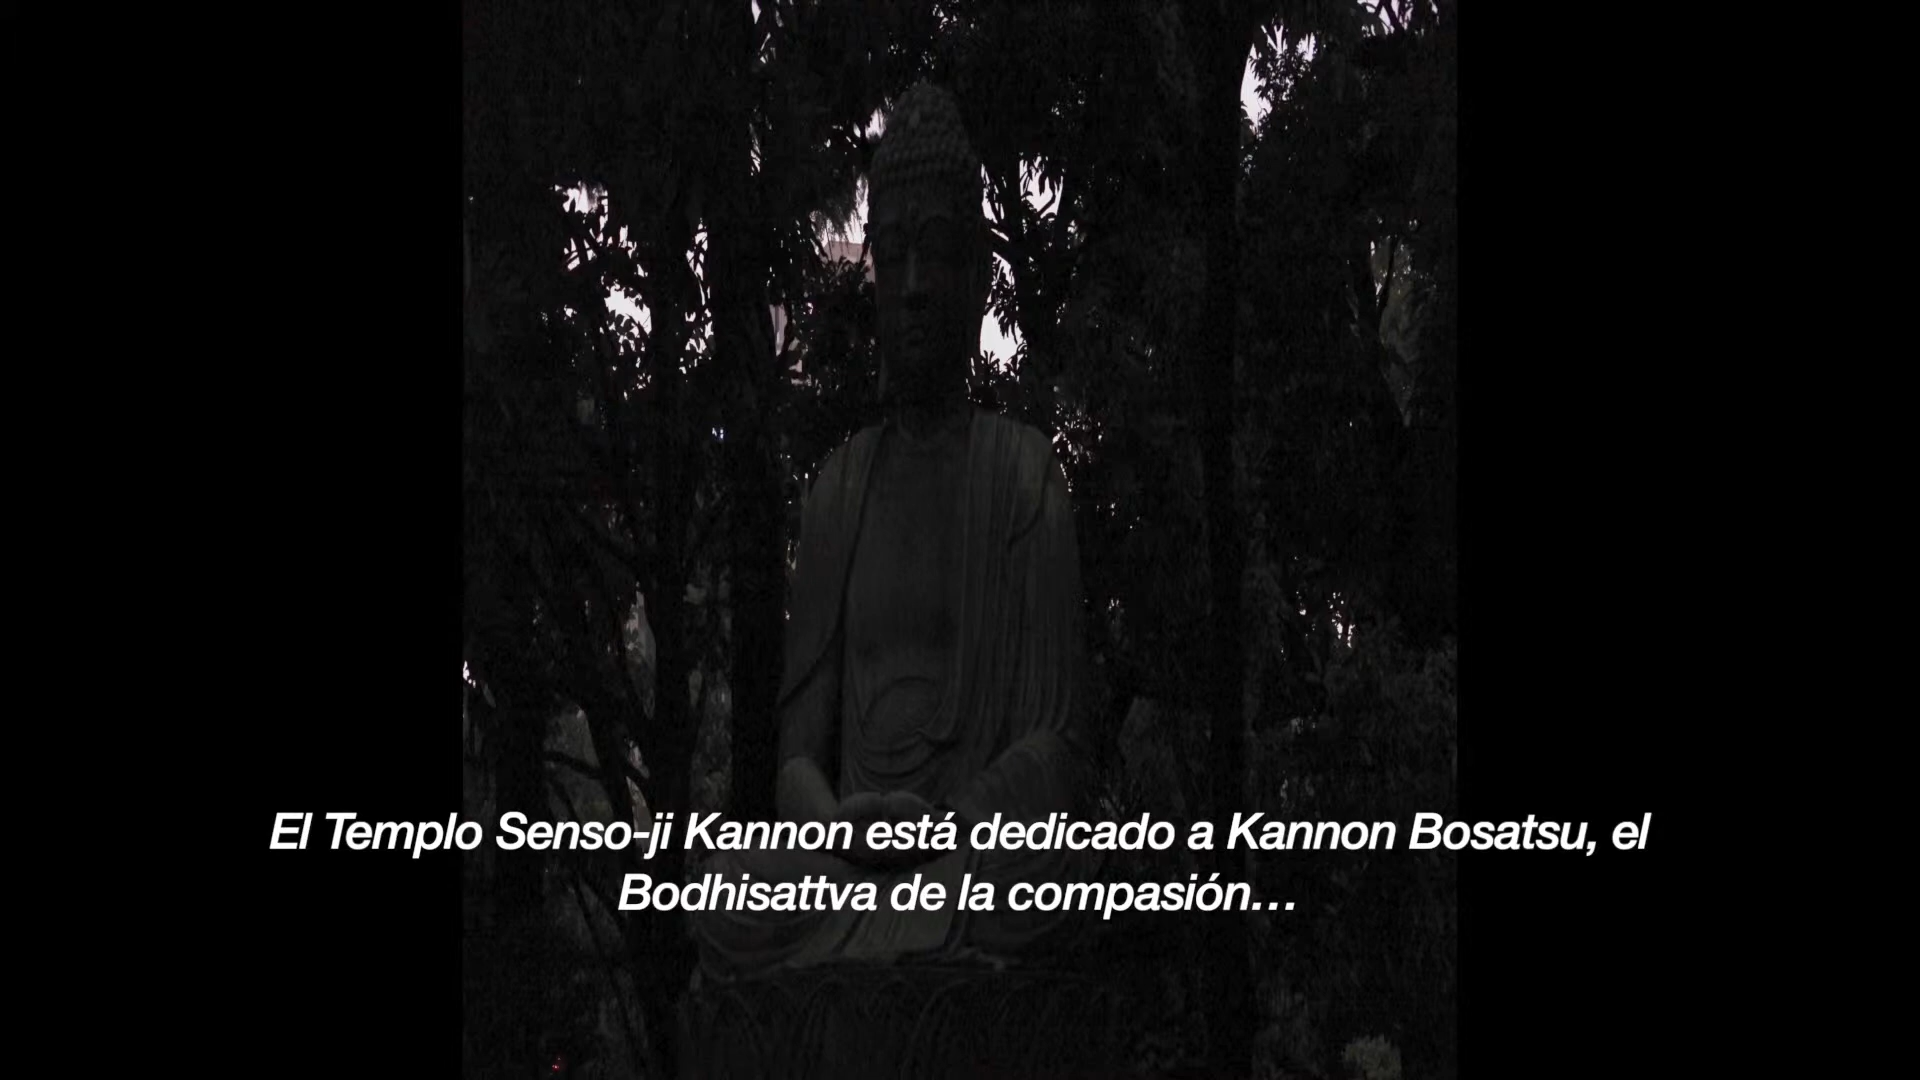 El Templo Senso-ji Kannon está dedicado a Kannon Bosatsu, el
Bodhisattva de la compasión…